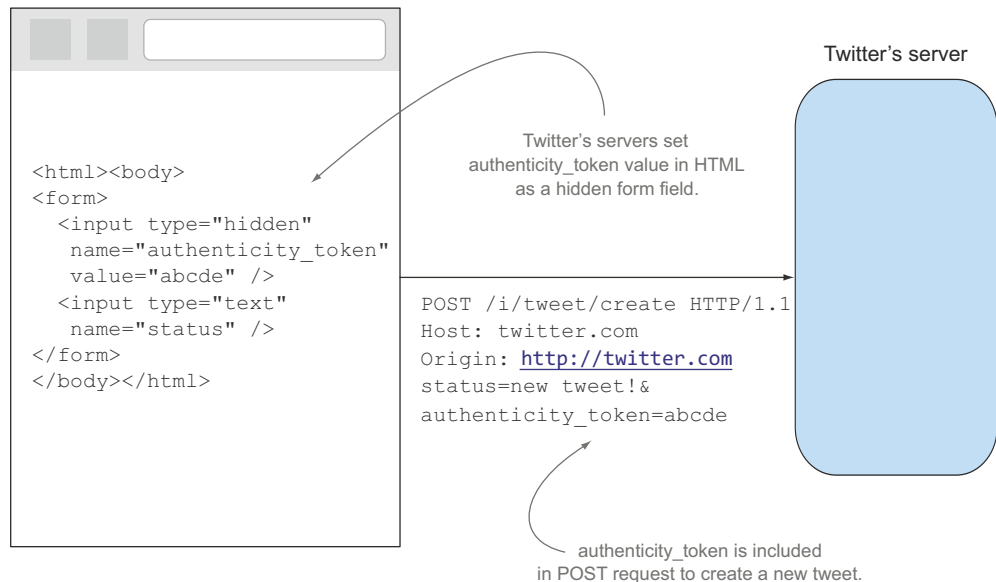 Twitter's server
Twitter's servers set
authenticity_token value in HTML
as a hidden form field.
<html><body>
<form>
<input type="hidden"
name="authenticity_token"
value="abcde" />
<input type="text"
name="status" />
</form>
</body></html>
POST /i/tweet/create HTTP/1.1
Host: twitter.com
Origin: http://twitter.com
status=new tweet!&
authenticity_token=abcde
authenticity_token is included
in POST request to create a new tweet.